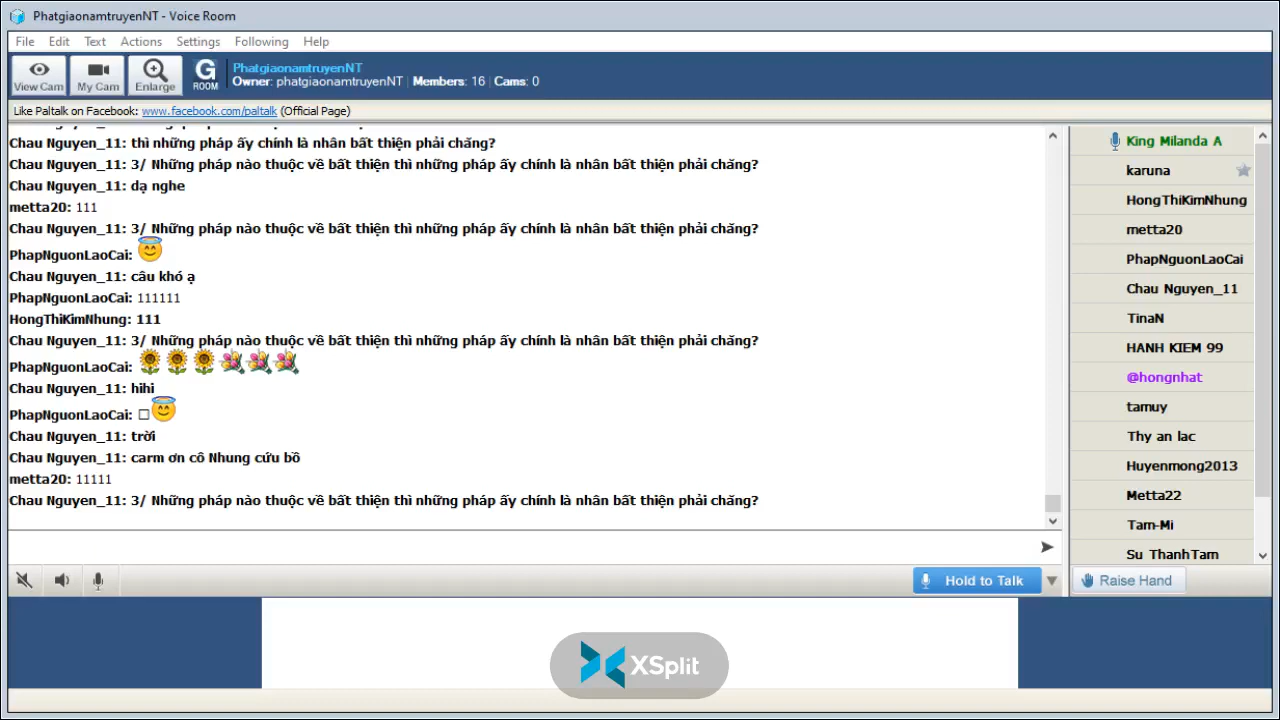 PhatgiaonamtruyenNT - Voice Room
File Edit Text Actions Settings Following Help
View Cam My Cam Enlarge G ROOM
PhatgiaonamtruyenNT
Owner: phatgiaonamtruyenNT Members: 16 Cams: 0
Like Paltalk on Facebook: www.facebook.com/paltalk (Official Page)
Chau Nguyen_11: thì những pháp ấy chính là nhân bất thiện phải chăng?
Chau Nguyen_11: 3/ Những pháp nào thuộc về bất thiện thì những pháp ấy chính là nhân bất thiện phải chăng?
Chau Nguyen_11: dạ nghe
metta20: 111
Chau Nguyen_11: 3/ Những pháp nào thuộc về bất thiện thì những pháp ấy chính là nhân bất thiện phải chăng?
PhapNguonLaoCai:
Chau Nguyen_11: câu khó ạ
PhapNguonLaoCai: 111111
HongThiKimNhung: 111
Chau Nguyen_11: 3/ Những pháp nào thuộc về bất thiện thì những pháp ấy chính là nhân bất thiện phải chăng?
PhapNguonLaoCai:
Chau Nguyen_11: hihi
PhapNguonLaoCai: □
Chau Nguyen_11: trời
Chau Nguyen_11: carm ơn cô Nhung cứu bồ
metta20: 11111
Chau Nguyen_11: 3/ Những pháp nào thuộc về bất thiện thì những pháp ấy chính là nhân bất thiện phải chăng?
King Milanda A
karuna
HongThiKimNhung
metta20
PhapNguonLaoCai
Chau Nguyen_11
TinaN
HANH KIEM 99
@hongnhat
tamuy
Thy an lac
Huyenmong2013
Metta22
Tam-Mi
Su ThanhTam
Hold to Talk
Raise Hand
XSplit